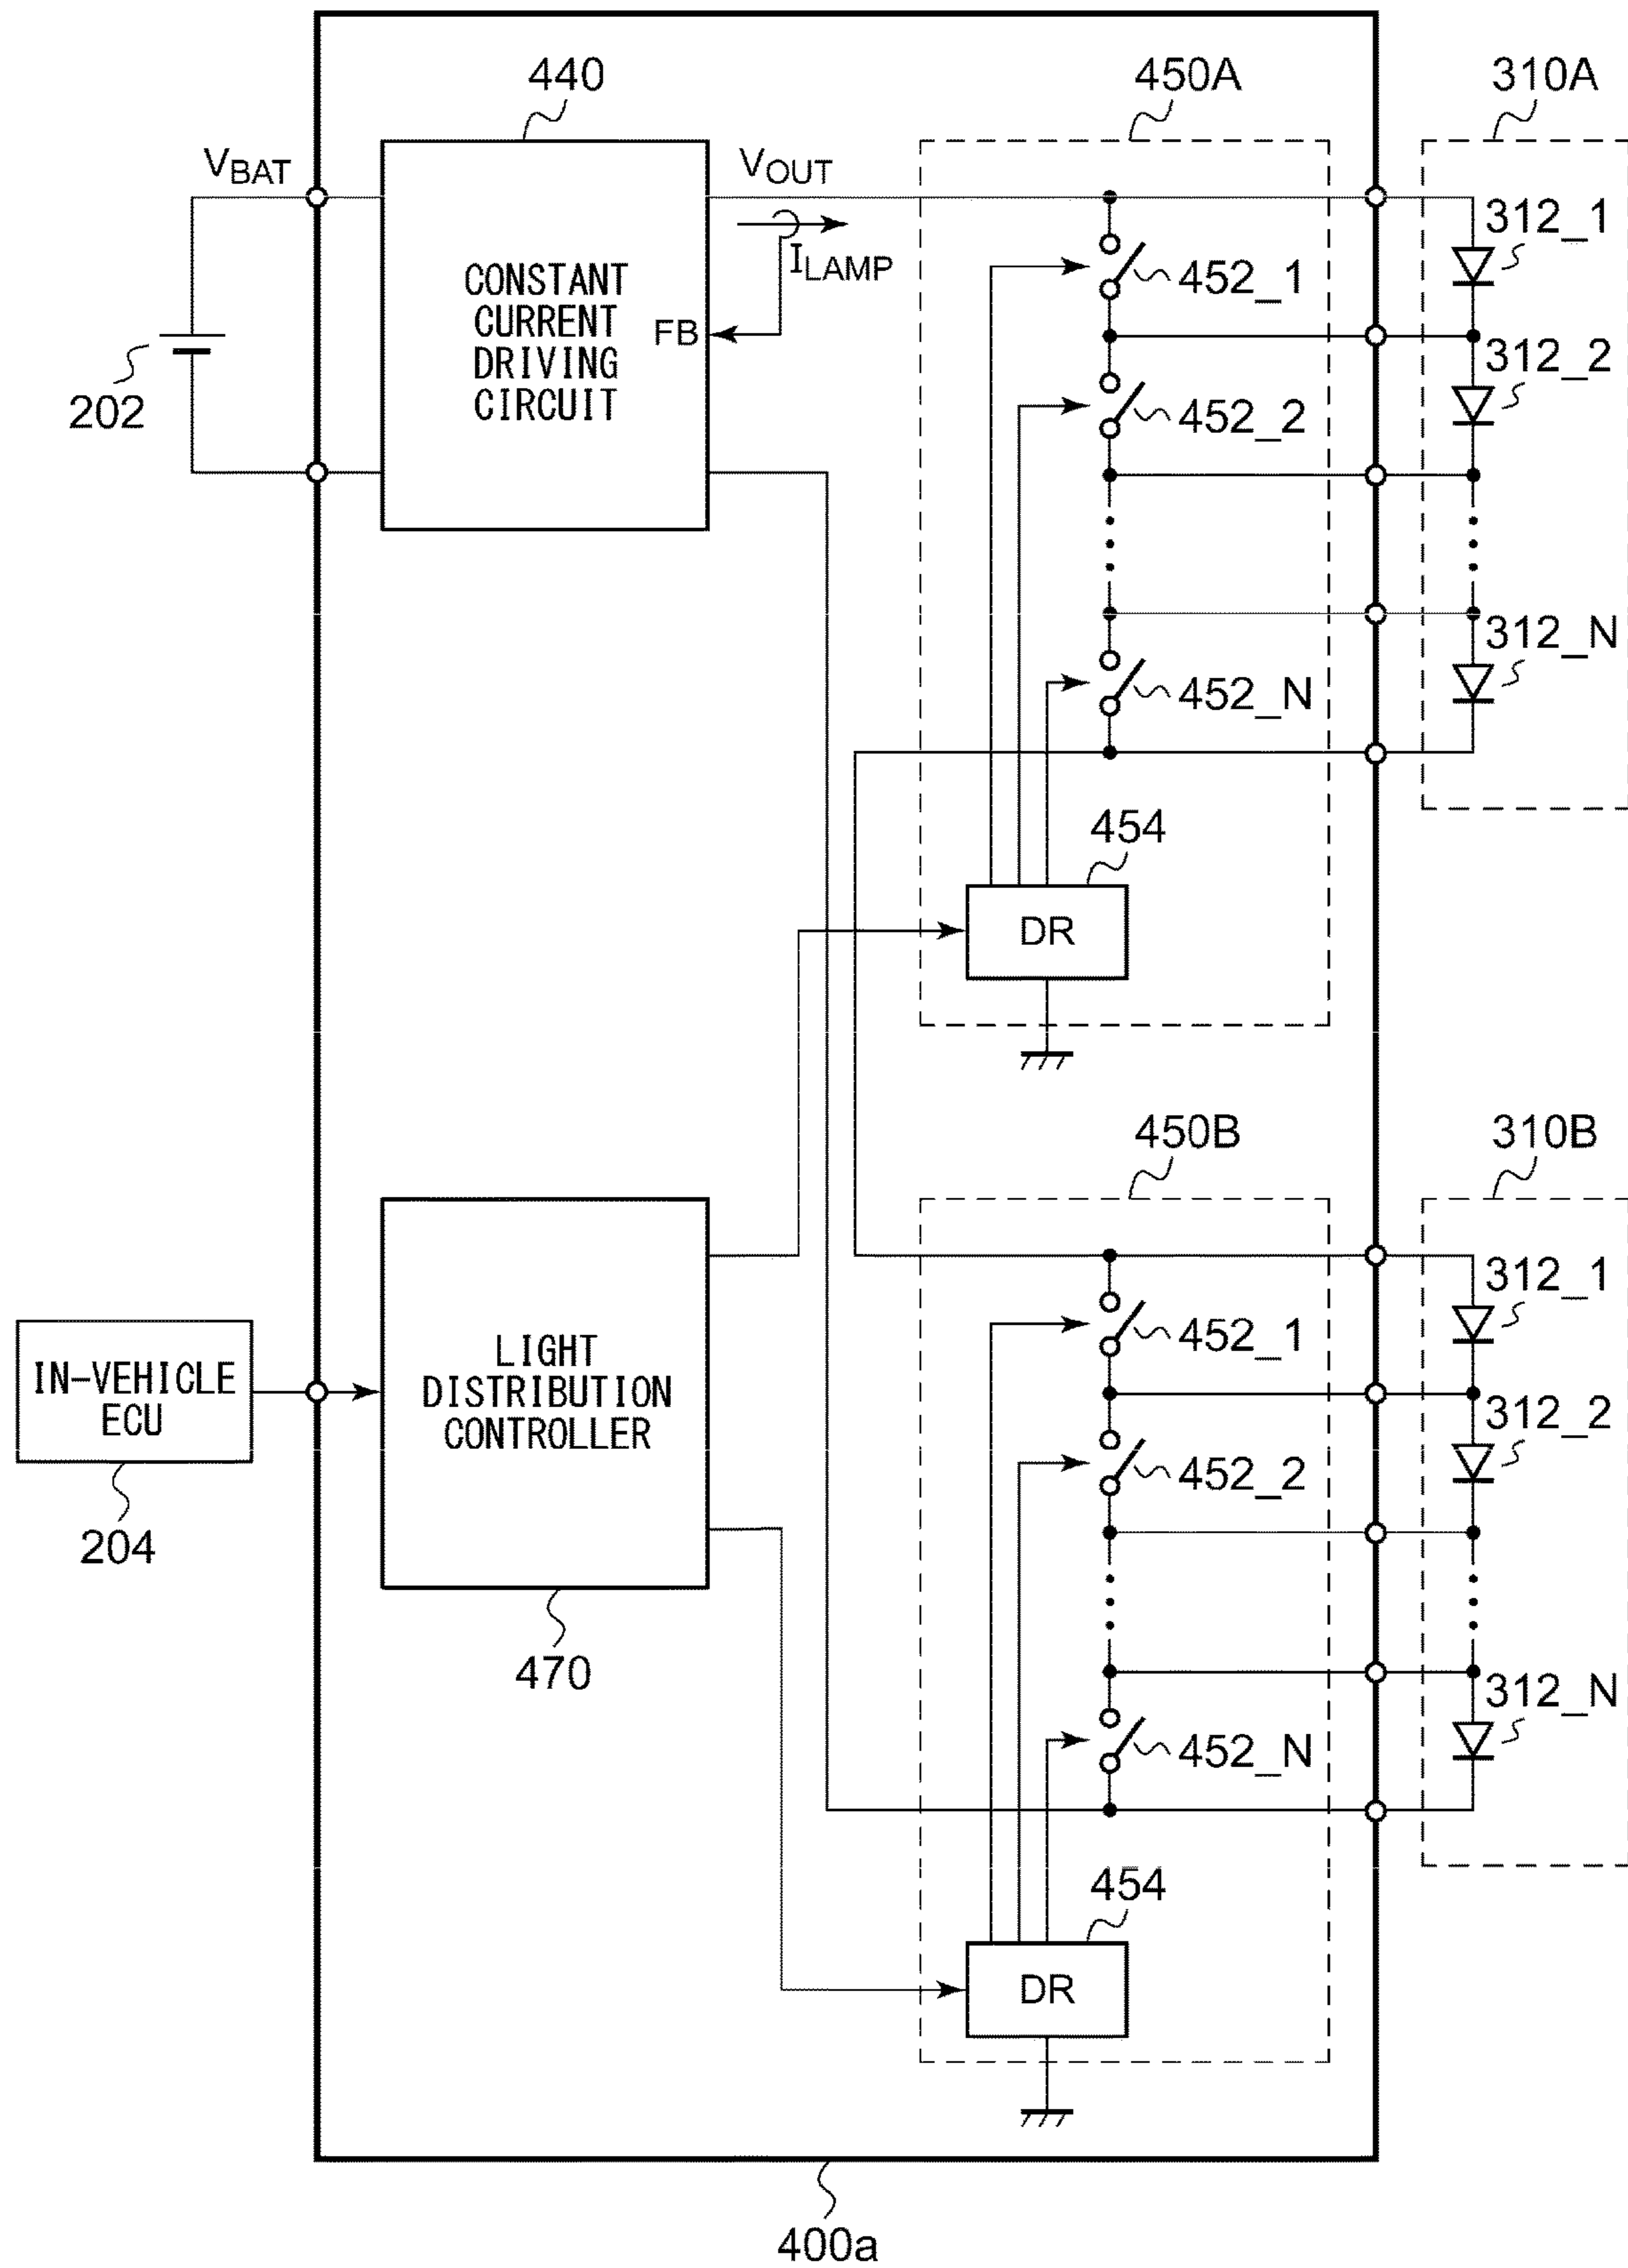 440
450A
310A
VBAT
VOUT
312_1
CONSTANT
CURRENT
DRIVING
CIRCUIT
ILAMP
452_1
FB
312_2
202
452_2
312_N
452_N
454
DR
450B
310B
312_1
452_1
LIGHT
DISTRIBUTION
CONTROLLER
IN-VEHICLE
ECU
312_2
452_2
204
470
312_N
452_N
454
DR
400a